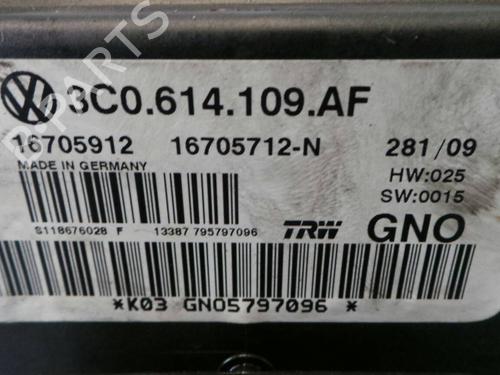 3C0.614.109.AF
16705912 16705712-N 281/09
MADE IN GERMANY
HW:025
SW:0015
S118676028 F 13387 795797096 TRW GNO
*K03 GNO5797096 *